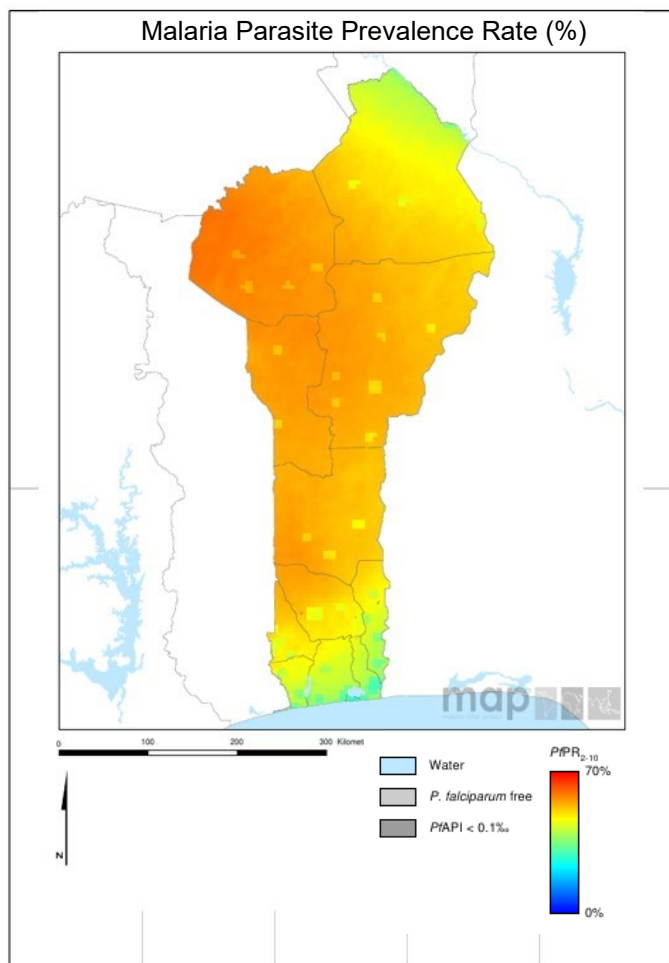 Malaria Parasite Prevalence Rate (%)
map
0 100 200 300 Kilomet
Water
P. falciparum free
PfAPI < 0.1‰
PfPR2-10
70%
0%
N